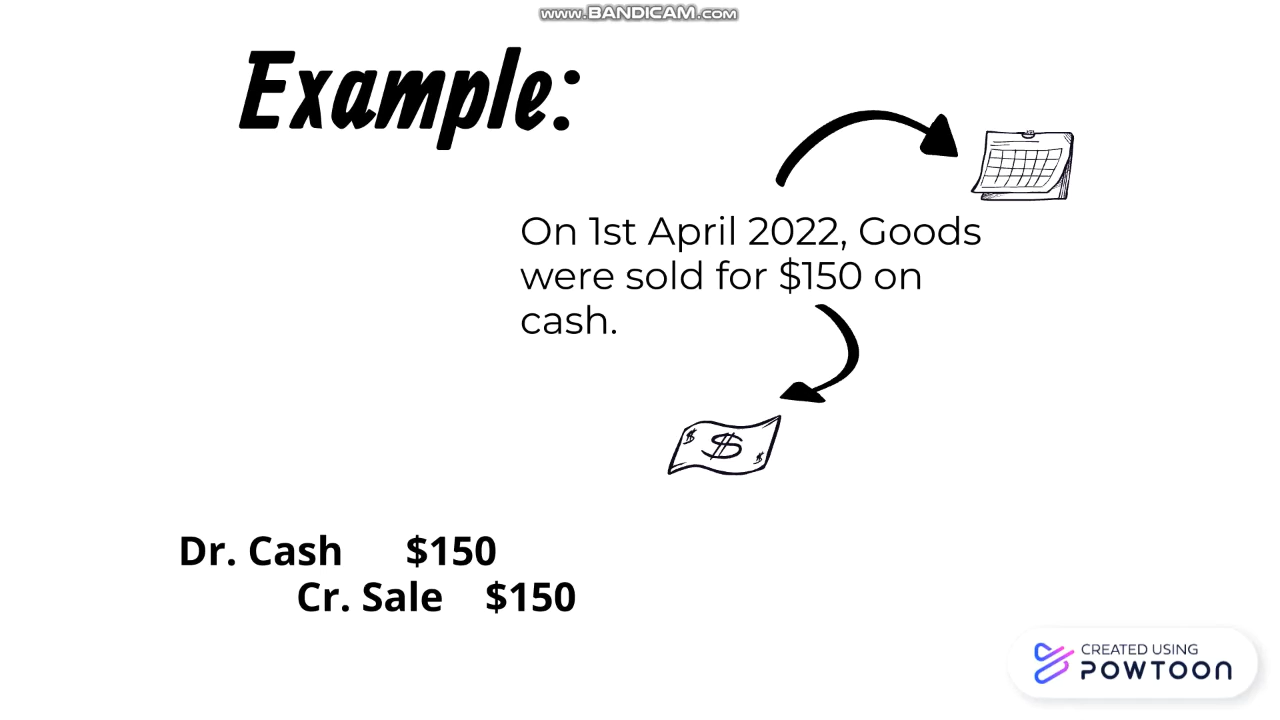 www.BANDICAM.com
Example:
On 1st April 2022, Goods
were sold for $150 on
cash.
$ $ $
Dr. Cash $150
Cr. Sale $150
CREATED USING
POWTOON